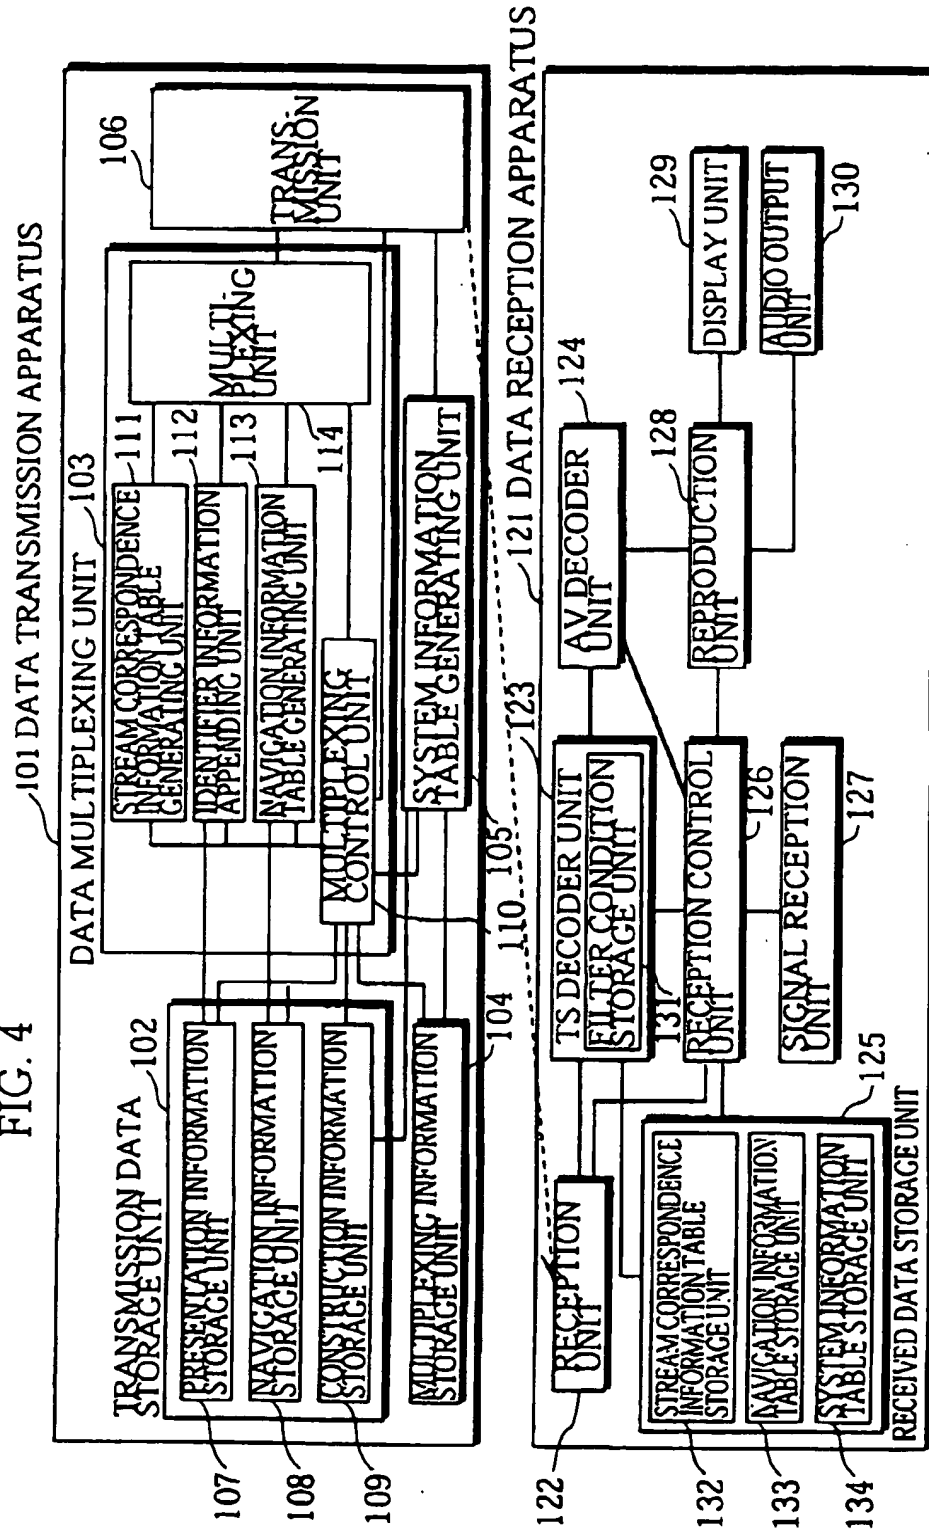 FIG. 4
101 DATA TRANSMISSION APPARATUS
TRANSMISSION DATA
STORAGE UNIT
102
PRESENTATION INFORMATION
STORAGE UNIT
107
NAVIGATION INFORMATION
STORAGE UNIT
108
CONSTRUCTION INFORMATION
STORAGE UNIT
109
MULTIPLEXING INFORMATION
STORAGE UNIT
104
DATA MULTIPLEXING UNIT
103
STREAM CORRESPONDENCE
INFORMATION TABLE
GENERATING UNIT
111
IDENTIFIER INFORMATION
APPENDING UNIT
112
NAVIGATION INFORMATION
TABLE GENERATING UNIT
113
MULTIPLEXING
CONTROL UNIT
110
MULTI-
PLEXING
UNIT
114
SYSTEM INFORMATION
TABLE GENERATING UNIT
105
TRANS-
MISSION
UNIT
106
121 DATA RECEPTION APPARATUS
RECEPTION
UNIT
122
TS DECODER UNIT
123
FILTER CONDITION
STORAGE UNIT
131
AV DECODER
UNIT
124
RECEPTION CONTROL
UNIT
126
SIGNAL RECEPTION
UNIT
127
REPRODUCTION
UNIT
128
DISPLAY UNIT
129
AUDIO OUTPUT
UNIT
130
125
STREAM CORRESPONDENCE
INFORMATION TABLE
STORAGE UNIT
132
NAVIGATION INFORMATION
TABLE STORAGE UNIT
133
SYSTEM INFORMATION
TABLE STORAGE UNIT
134
RECEIVED DATA STORAGE UNIT